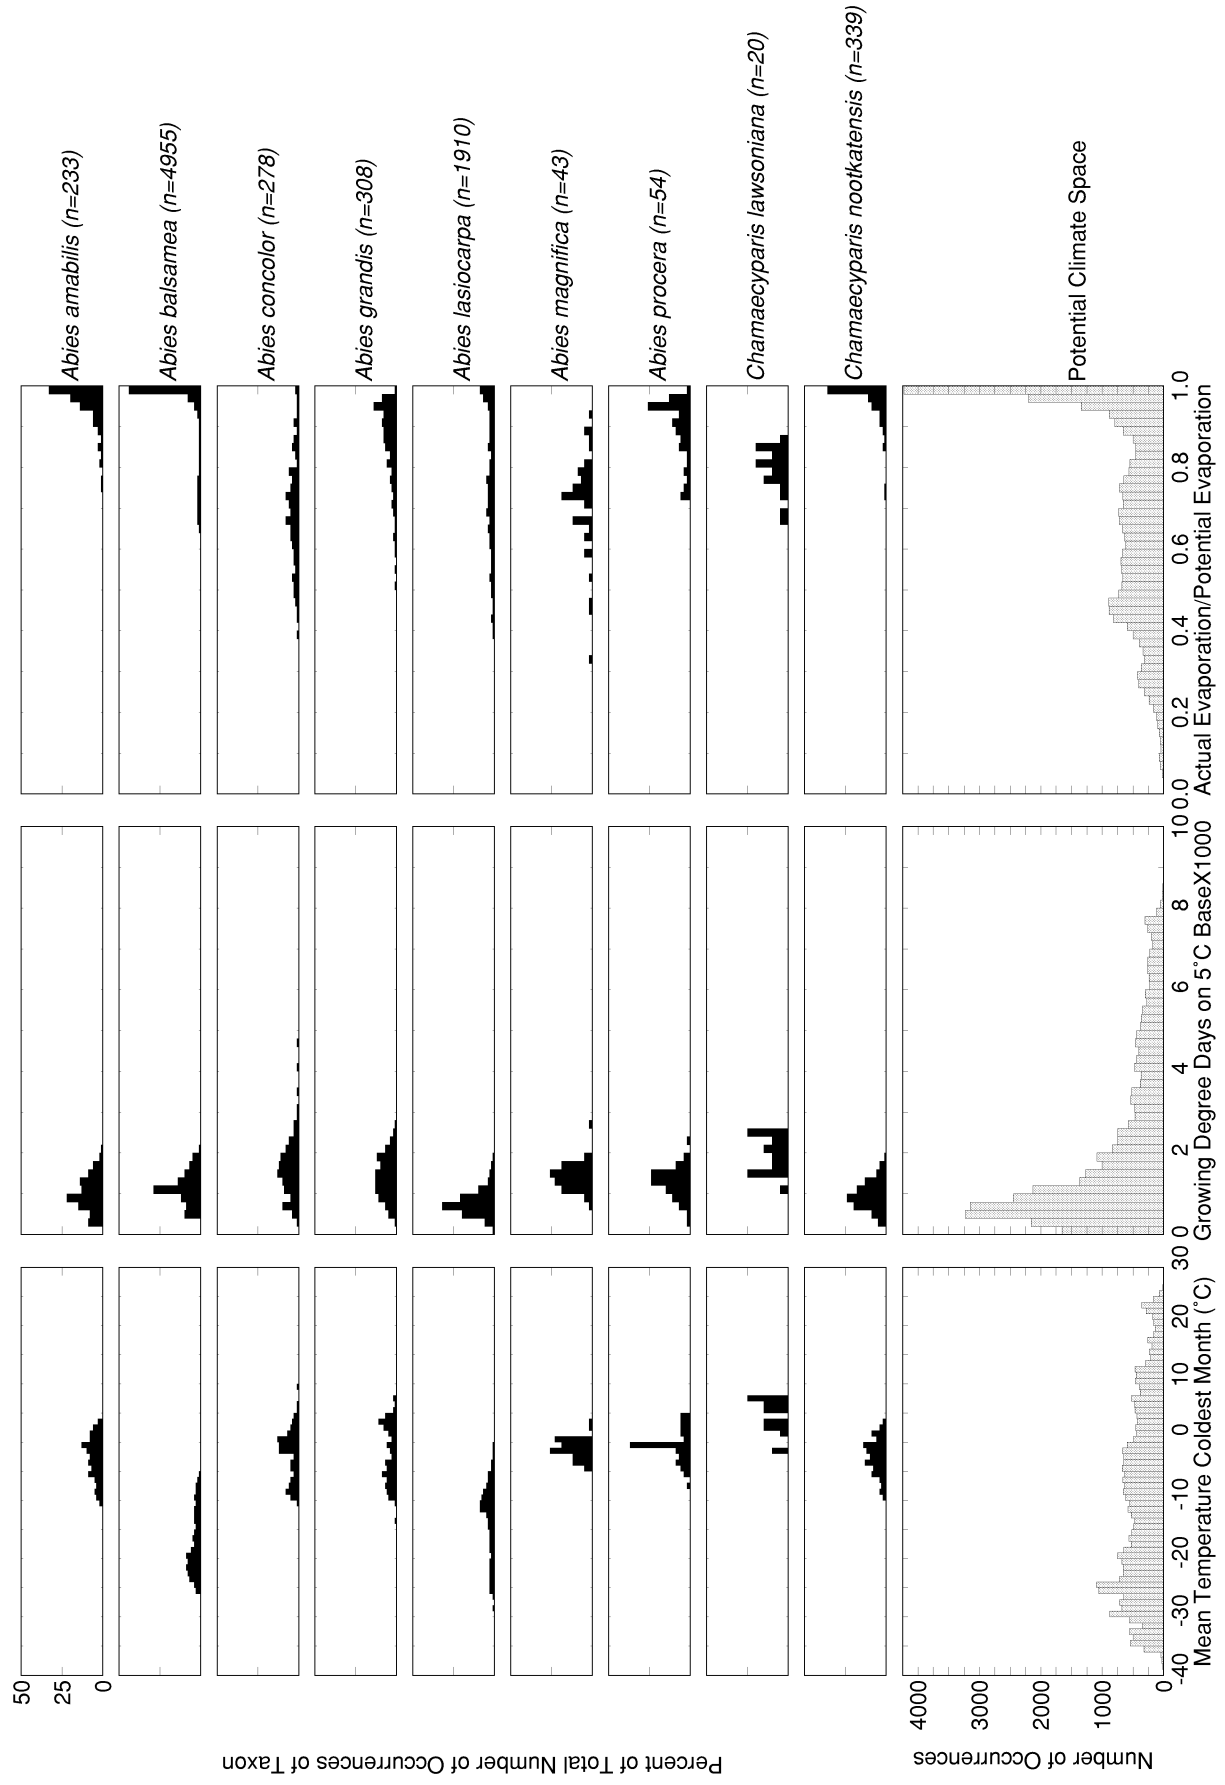 Percent of Total Number of Occurrences of Taxon
50
25
0
Abies amabilis (n=233)
Abies balsamea (n=4955)
Abies concolor (n=278)
Abies grandis (n=308)
Abies lasiocarpa (n=1910)
Abies magnifica (n=43)
Abies procera (n=54)
Chamaecyparis lawsoniana (n=20)
Chamaecyparis nootkatensis (n=339)
Potential Climate Space
Number of Occurrences
4000
3000
2000
1000
0
-40 -30 -20 -10 0 10 20 30
Mean Temperature Coldest Month (˚C)
0 2 4 6 8 10
Growing Degree Days on 5˚C BaseX1000
0.0 0.2 0.4 0.6 0.8 1.0
Actual Evaporation/Potential Evaporation